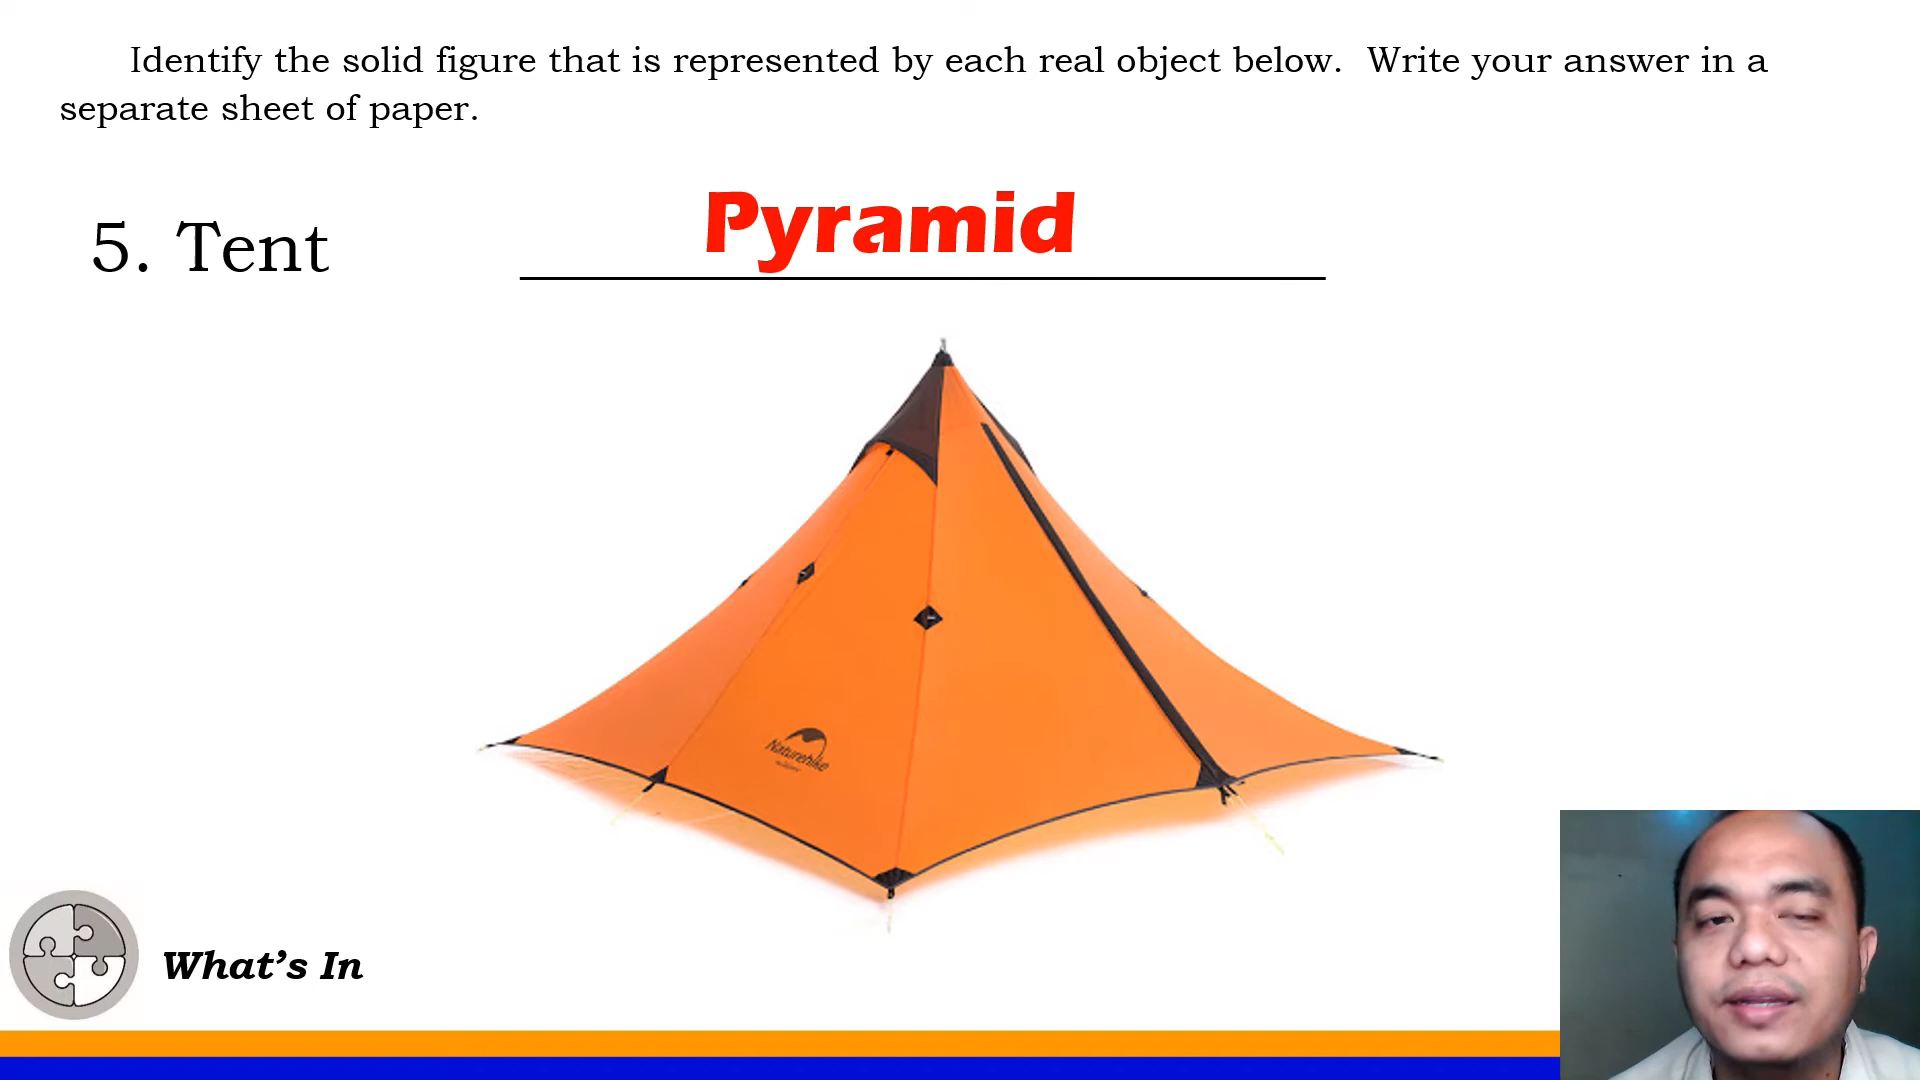 Identify the solid figure that is represented by each real object below. Write your answer in a
separate sheet of paper.
Pyramid
5. Tent
Naturehike
What's In